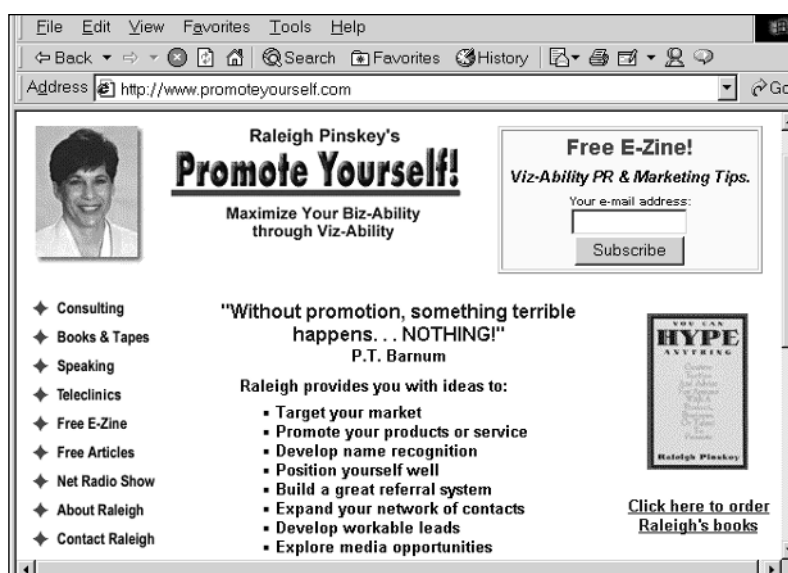 File Edit View Favorites Tools Help
Back Search Favorites History
Address http://www.promoteyourself.com Go
Raleigh Pinskey's
Promote Yourself!
Maximize Your Biz-Ability
through Viz-Ability
Free E-Zine!
Viz-Ability PR & Marketing Tips.
Your e-mail address:
Subscribe
Consulting
Books & Tapes
Speaking
Teleclinics
Free E-Zine
Free Articles
Net Radio Show
About Raleigh
Contact Raleigh
"Without promotion, something terrible
happens. . . NOTHING!"
P.T. Barnum
Raleigh provides you with ideas to:
▪ Target your market
▪ Promote your products or service
▪ Develop name recognition
▪ Position yourself well
▪ Build a great referral system
▪ Expand your network of contacts
▪ Develop workable leads
▪ Explore media opportunities
YOU CAN
HYPE
ANYTHING
Raleigh Pinskey
Click here to order
Raleigh's books